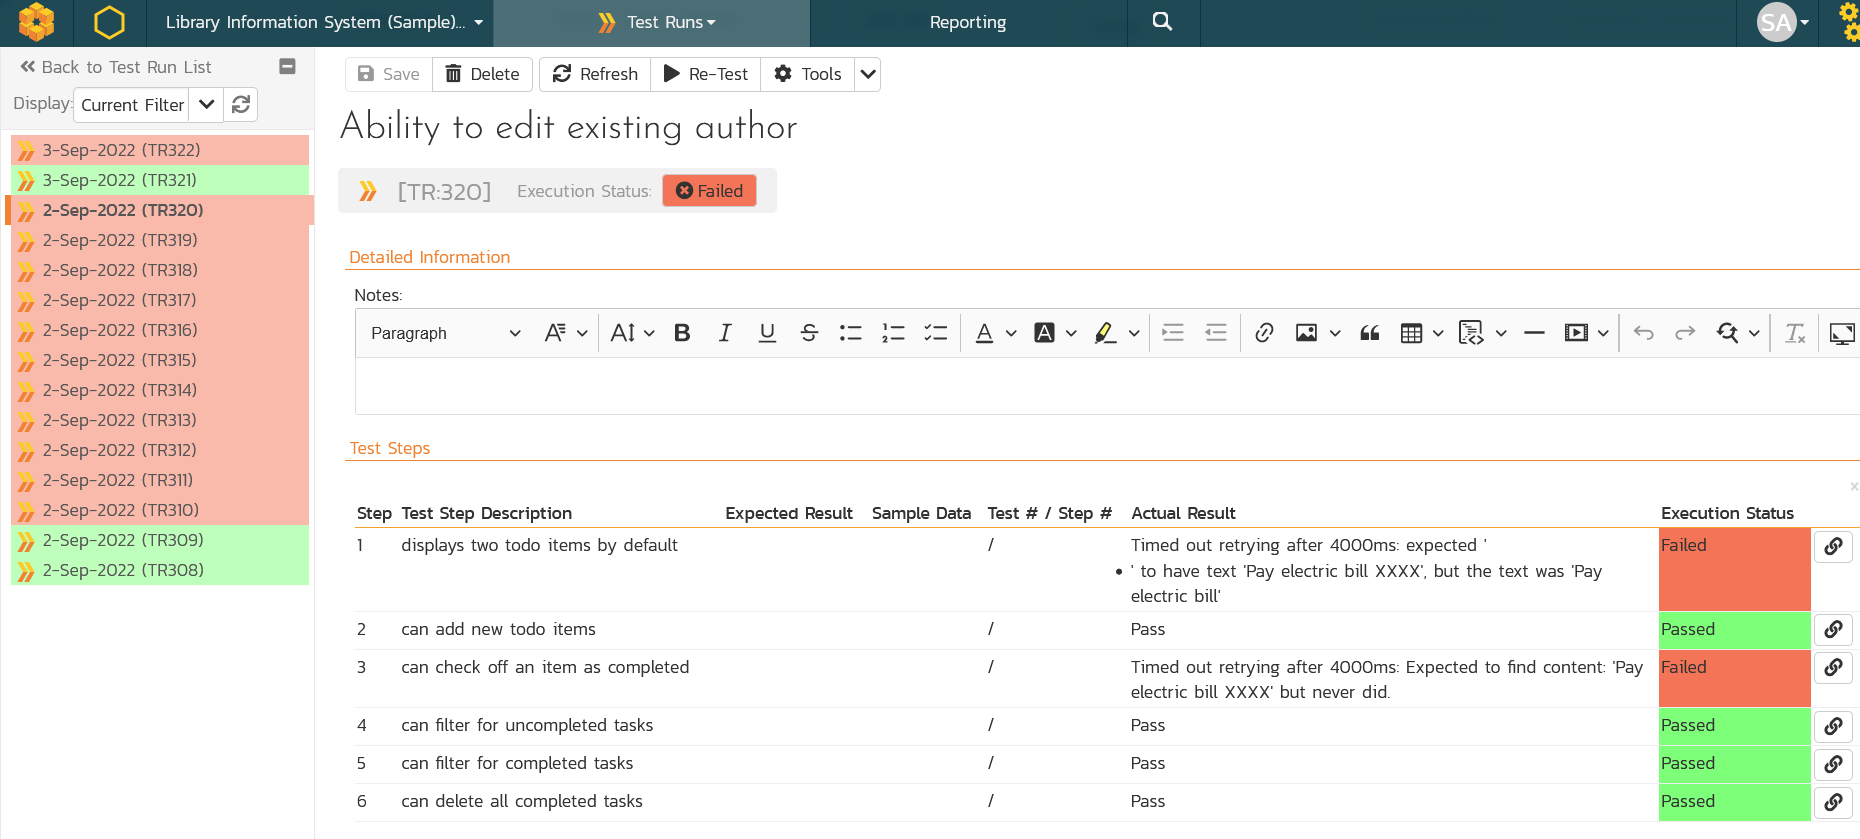 Library Information System (Sample)...
Test Runs
Reporting
SA
Back to Test Run List
Display:
Current Filter
3-Sep-2022 (TR322)
3-Sep-2022 (TR321)
2-Sep-2022 (TR320)
2-Sep-2022 (TR319)
2-Sep-2022 (TR318)
2-Sep-2022 (TR317)
2-Sep-2022 (TR316)
2-Sep-2022 (TR315)
2-Sep-2022 (TR314)
2-Sep-2022 (TR313)
2-Sep-2022 (TR312)
2-Sep-2022 (TR311)
2-Sep-2022 (TR310)
2-Sep-2022 (TR309)
2-Sep-2022 (TR308)
Save Delete Refresh Re-Test Tools
Ability to edit existing author
[TR:320] Execution Status: Failed
Detailed Information
Notes:
Paragraph
Test Steps
Step Test Step Description Expected Result Sample Data Test # / Step # Actual Result Execution Status
1 displays two todo items by default / Timed out retrying after 4000ms: expected ' Failed
• ' to have text 'Pay electric bill XXXX', but the text was 'Pay
electric bill'
2 can add new todo items / Pass Passed
3 can check off an item as completed / Timed out retrying after 4000ms: Expected to find content: 'Pay Failed
electric bill XXXX' but never did.
4 can filter for uncompleted tasks / Pass Passed
5 can filter for completed tasks / Pass Passed
6 can delete all completed tasks / Pass Passed